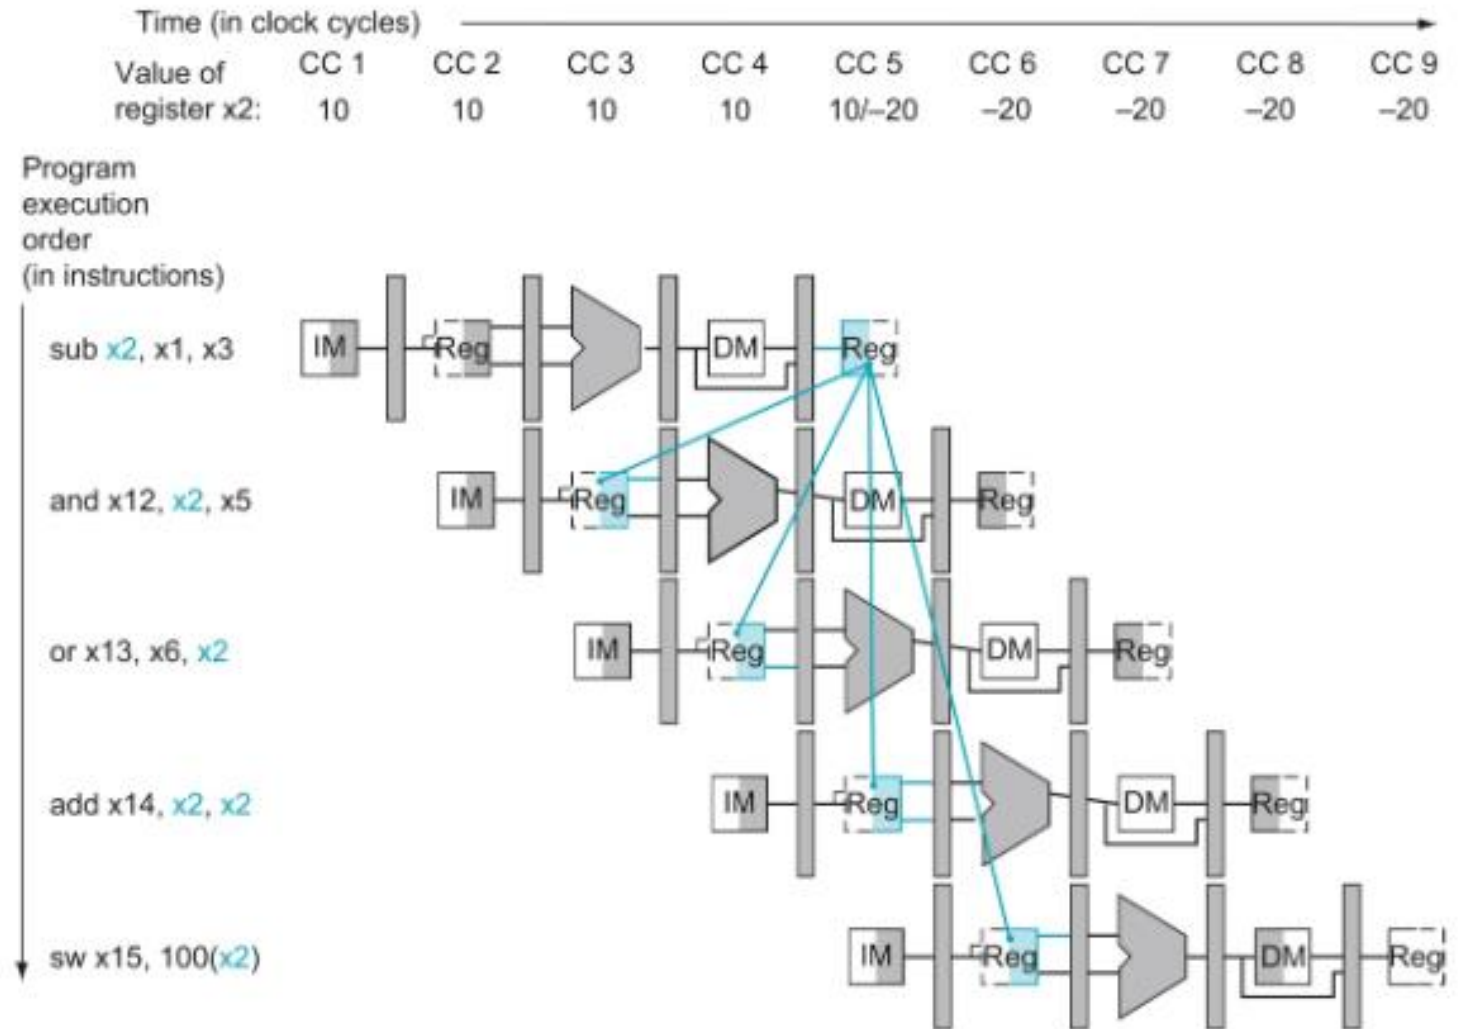 Time (in clock cycles)
Value of register x2:
CC 1 CC 2 CC 3 CC 4 CC 5 CC 6 CC 7 CC 8 CC 9
10 10 10 10 10/–20 –20 –20 –20 –20
Program
execution
order
(in instructions)
sub x2, x1, x3
IM Reg DM Reg
and x12, x2, x5
IM Reg DM Reg
or x13, x6, x2
IM Reg DM Reg
add x14, x2, x2
IM Reg DM Reg
sw x15, 100(x2)
IM Reg DM Reg